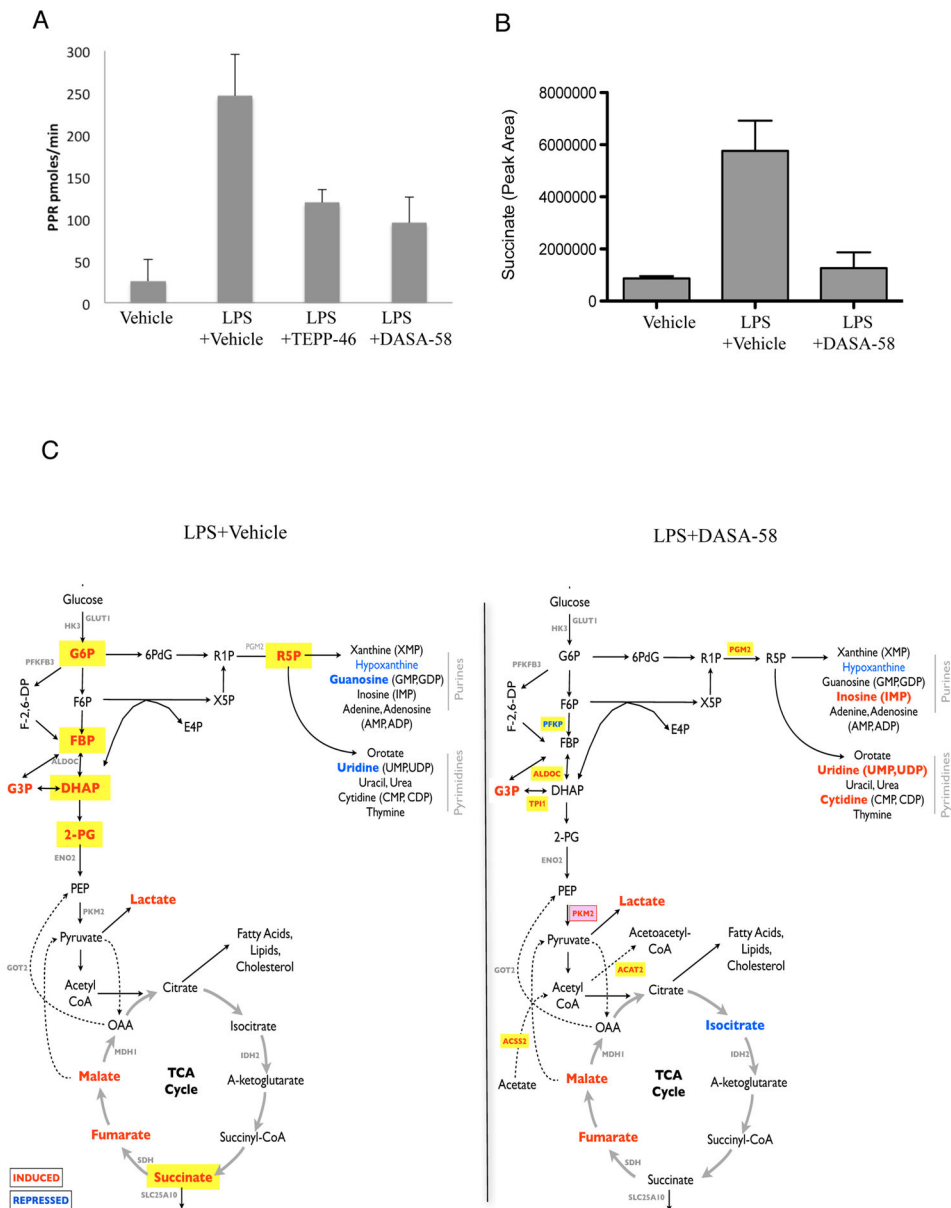 A
300
250
200
150
100
50
0
PPR pmoles/min
Vehicle
LPS
+Vehicle
LPS
+TEPP-46
LPS
+DASA-58
B
8000000
6000000
4000000
2000000
0
Succinate (Peak Area)
Vehicle
LPS
+Vehicle
LPS
+DASA-58
C
LPS+Vehicle
Glucose
HK3
GLUT1
G6P
6PdG
R1P
PGM2
R5P
Xanthine (XMP)
Hypoxanthine
Guanosine (GMP,GDP)
Inosine (IMP)
Adenine, Adenosine
(AMP, ADP)
Purines
PFKFB3
F-2,6-DP
F6P
X5P
E4P
FBP
ALDOC
G3P
DHAP
Orotate
Uridine (UMP,UDP)
Uracil, Urea
Cytidine (CMP, CDP)
Thymine
Pyrimidines
2-PG
ENO2
PEP
PKM2
Lactate
Pyruvate
Fatty Acids,
Lipids,
Cholesterol
GOT2
Acetyl
CoA
Citrate
OAA
Isocitrate
MDH1
IDH2
Malate
TCA
Cycle
A-ketoglutarate
Fumarate
Succinyl-CoA
SDH
Succinate
SLC25A10
INDUCED
REPRESSED
LPS+DASA-58
Glucose
HK3
GLUT1
G6P
6PdG
R1P
PGM2
R5P
Xanthine (XMP)
Hypoxanthine
Guanosine (GMP,GDP)
Inosine (IMP)
Adenine, Adenosine
(AMP, ADP)
Purines
PFKFB3
F-2,6-DP
F6P
X5P
E4P
PFKP
FBP
ALDOC
G3P
DHAP
TPI1
Orotate
Uridine (UMP,UDP)
Uracil, Urea
Cytidine (CMP, CDP)
Thymine
Pyrimidines
2-PG
ENO2
PEP
PKM2
Lactate
Pyruvate
Acetoacetyl-
CoA
Fatty Acids,
Lipids,
Cholesterol
ACAT2
GOT2
Acetyl
CoA
Citrate
OAA
Isocitrate
ACSS2
MDH1
IDH2
Acetate
Malate
TCA
Cycle
A-ketoglutarate
Fumarate
Succinyl-CoA
SDH
Succinate
SLC25A10